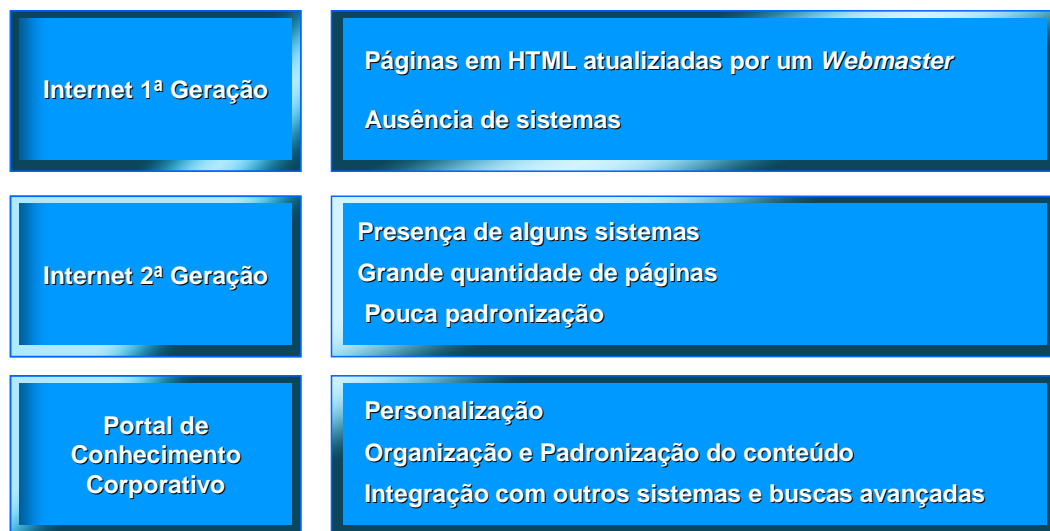 Internet 1ª Geração
Páginas em HTML atualiziadas por um Webmaster
Ausência de sistemas
Internet 2ª Geração
Presença de alguns sistemas
Grande quantidade de páginas
Pouca padronização
Portal de
Conhecimento
Corporativo
Personalização
Organização e Padronização do conteúdo
Integração com outros sistemas e buscas avançadas